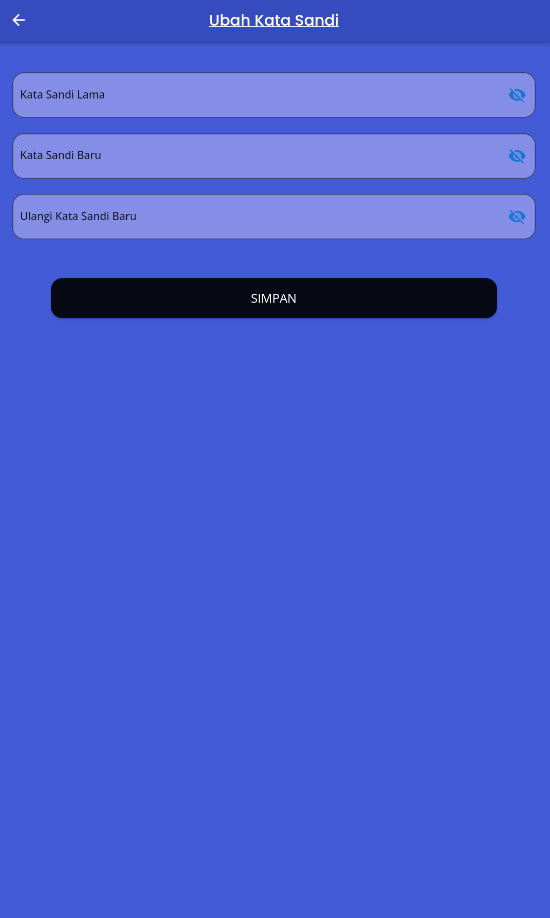 Ubah Kata Sandi
Kata Sandi Lama
Kata Sandi Baru
Ulangi Kata Sandi Baru
SIMPAN